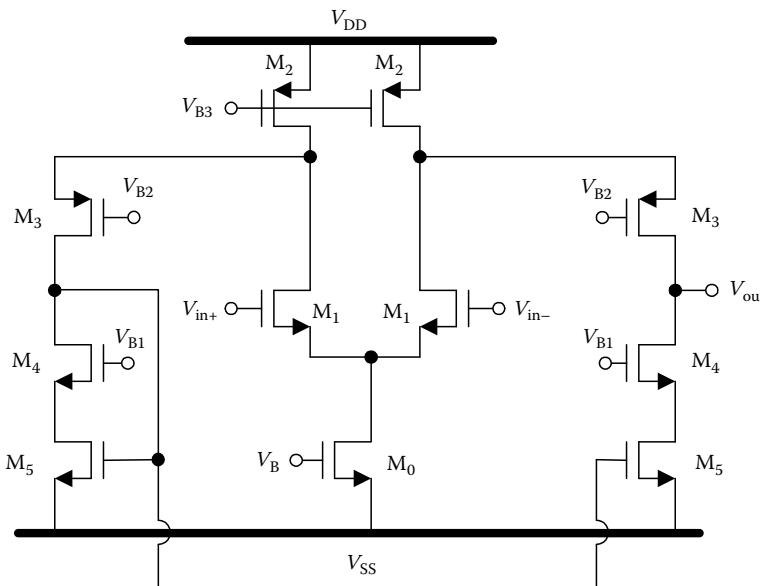 V_DD
M_2
M_2
V_B3
V_B2
V_B2
M_3
M_3
V_in+
M_1
M_1
V_in−
V_ou
V_B1
V_B1
M_4
M_4
V_B
M_5
M_0
M_5
V_SS